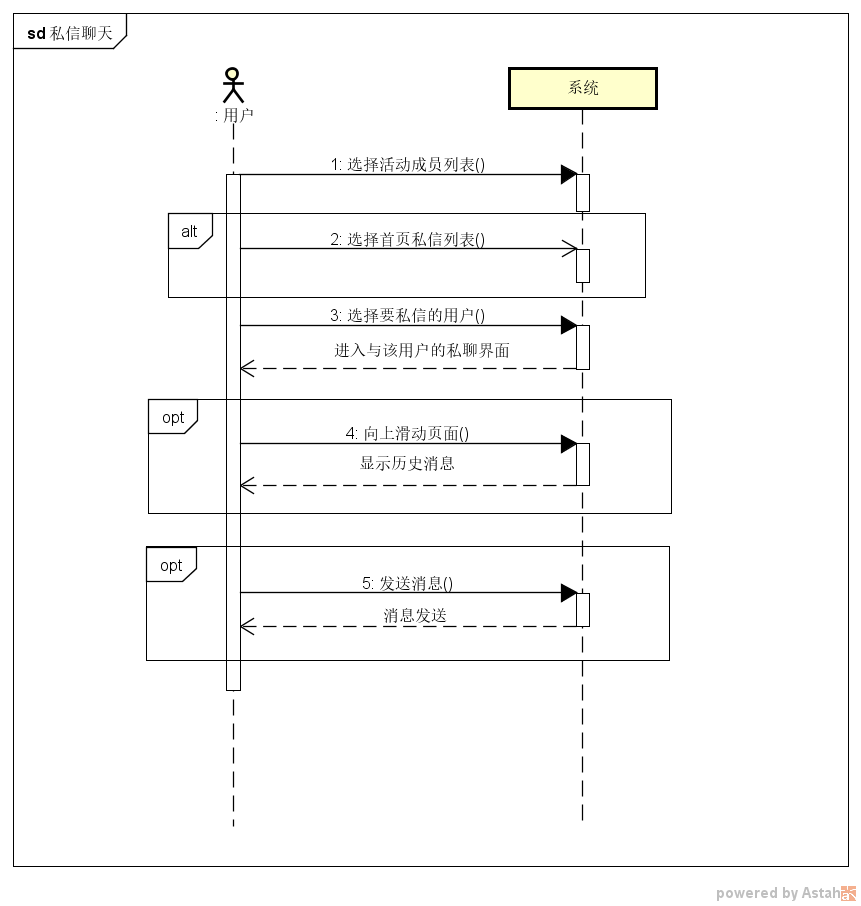 sd 私信聊天
系统
: 用户
1: 选择活动成员列表()
alt
2: 选择首页私信列表()
3: 选择要私信的用户()
进入与该用户的私聊界面
opt
4: 向上滑动页面()
显示历史消息
opt
5: 发送消息()
消息发送
powered by Astah